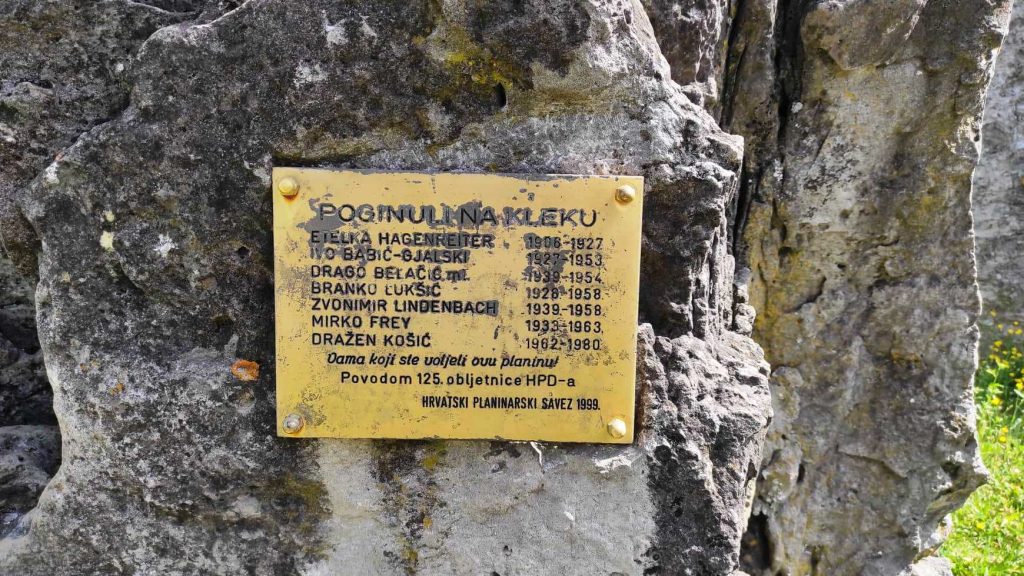 POGINULI NA KLEKU
ETELKA HAGENREITER 1906-1927
IVO BABIĆ-GJALSKI 1927-1953.
DRAGO BELAČIĆ ml. 1939-1954.
BRANKO LUKŠIĆ 1928-1958.
ZVONIMIR LINDENBACH 1939-1958.
MIRKO FREY 1933-1963.
DRAŽEN KOŠIĆ 1962-1980.
Vama koji ste voljeli ovu planinu!
Povodom 125. obljetnice HPD-a
HRVATSKI PLANINARSKI SAVEZ 1999.